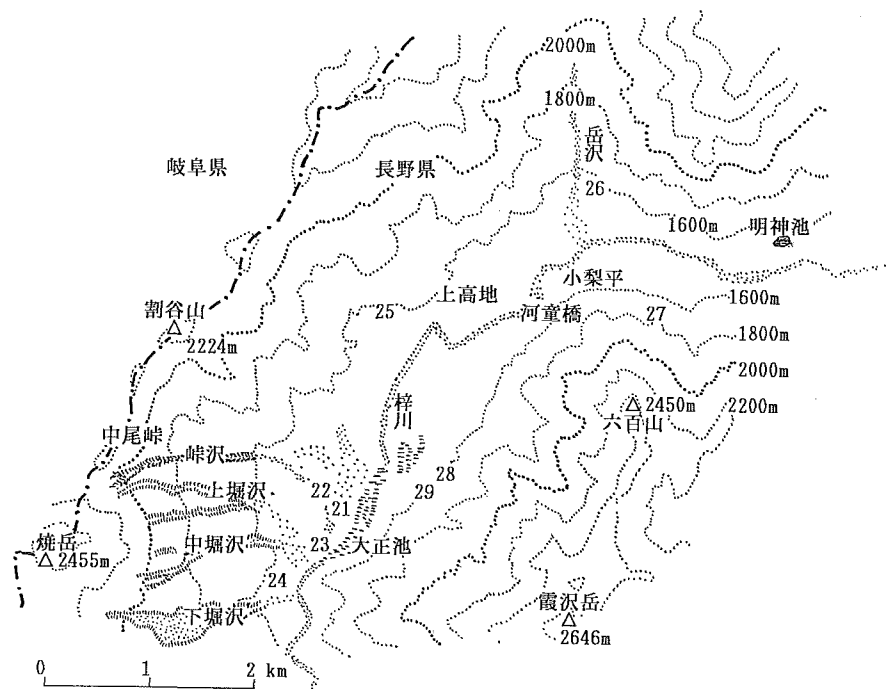 2000m
1800m
岳沢
岐阜県
長野県
26
1600m
明神池
小梨平
上高地
1600m
割谷山
25
河童橋
27
2224m
1800m
2000m
梓川
2450m
2200m
六百山
中尾峠
峠沢
28
上堀沢
22
29
21
焼岳
中堀沢
23
大正池
2455m
24
霞沢岳
下堀沢
2646m
0 1 2 km